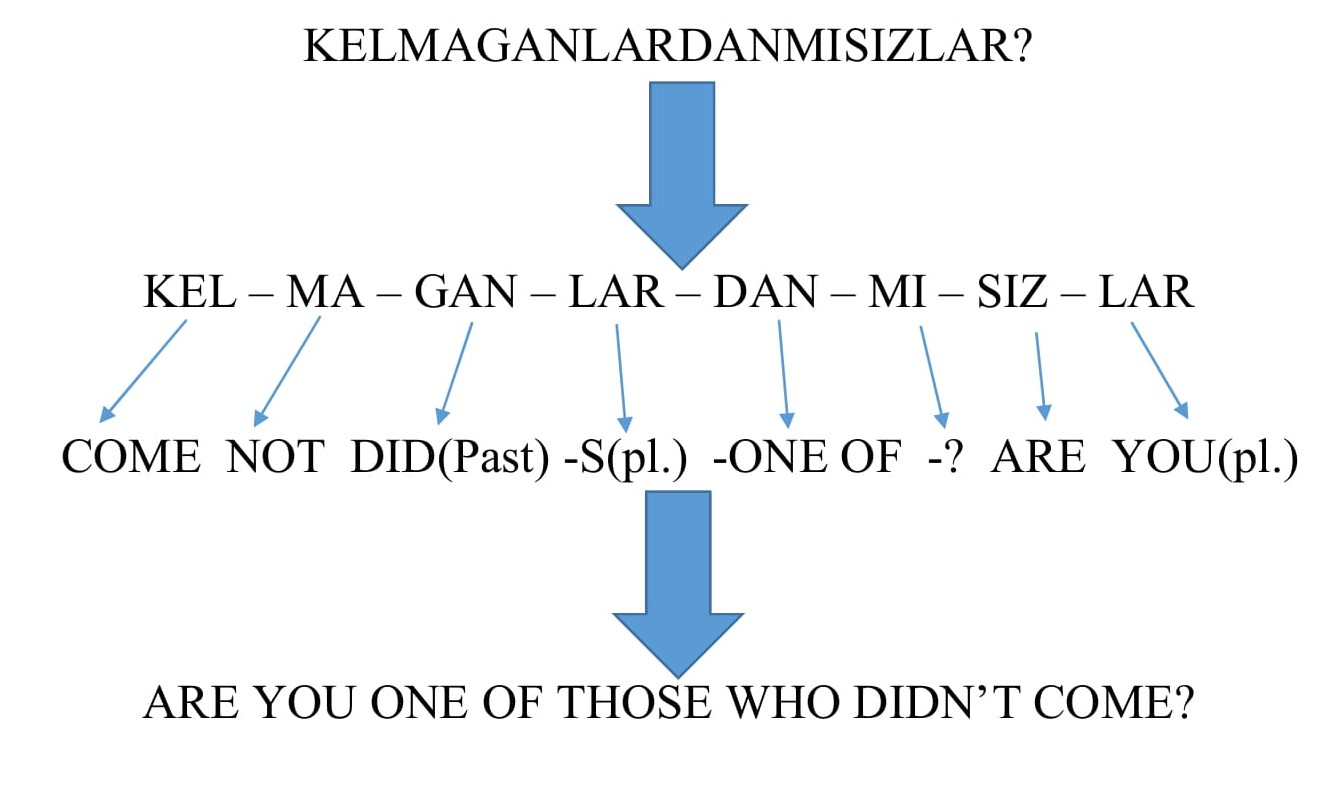 KELMAGANLARDANMISIZLAR?
KEL – MA – GAN – LAR – DAN – MI – SIZ – LAR
COME NOT DID(Past) -S(pl.) -ONE OF -? ARE YOU(pl.)
ARE YOU ONE OF THOSE WHO DIDN’T COME?